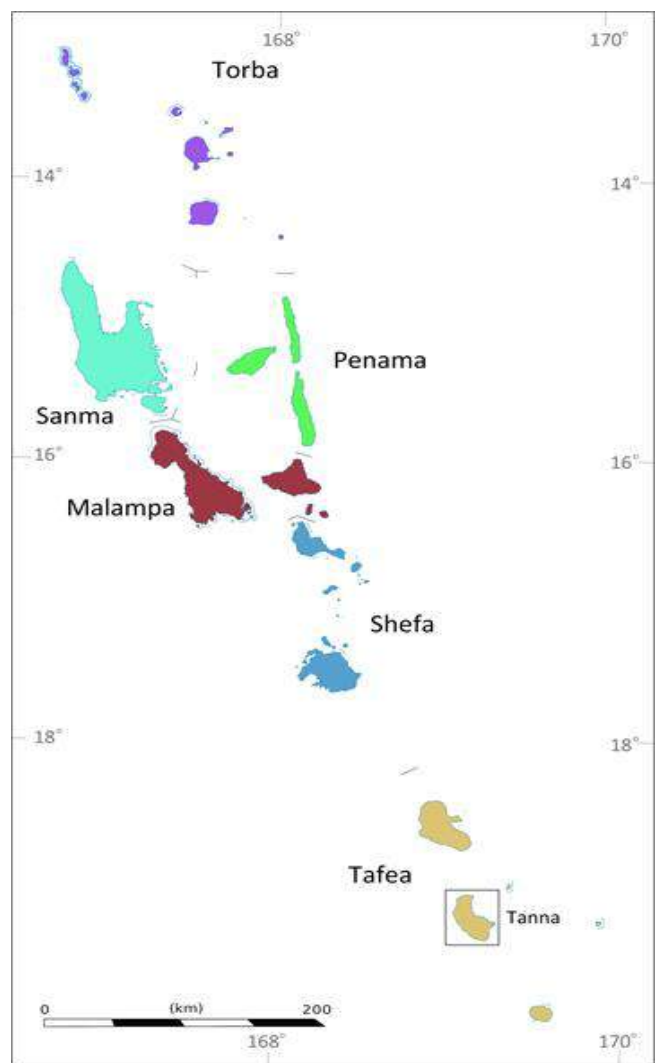 168°
170°
Torba
14°
14°
Penama
Sanma
16°
16°
Malampa
Shefa
18°
18°
Tafea
Tanna
0
(km)
200
168°
170°